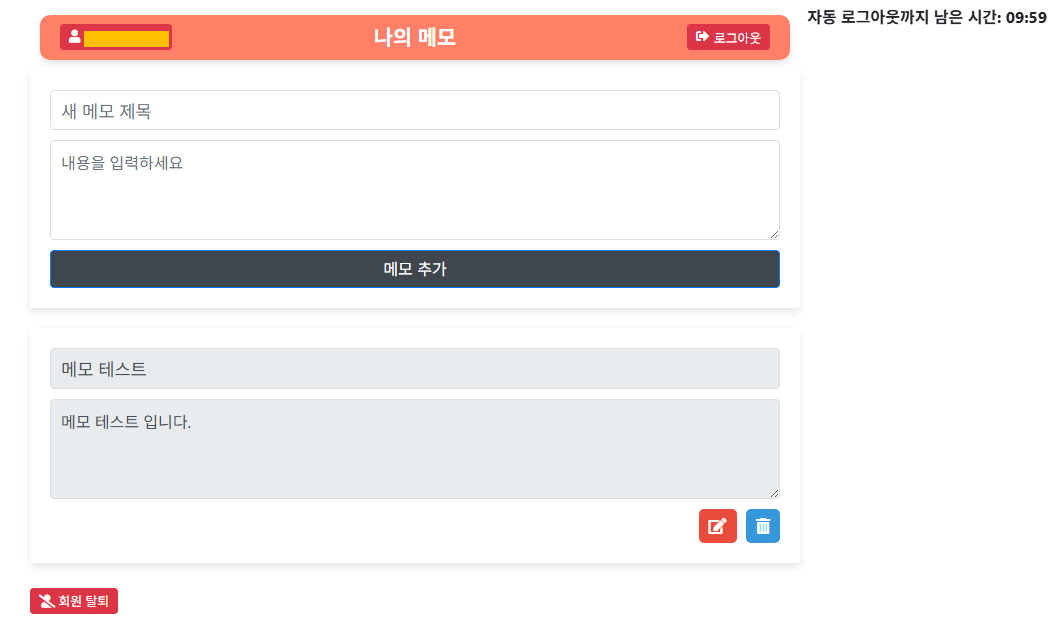 자동 로그아웃까지 남은 시간: 09:59
나의 메모
로그아웃
새 메모 제목
내용을 입력하세요
메모 추가
메모 테스트
메모 테스트 입니다.
회원 탈퇴